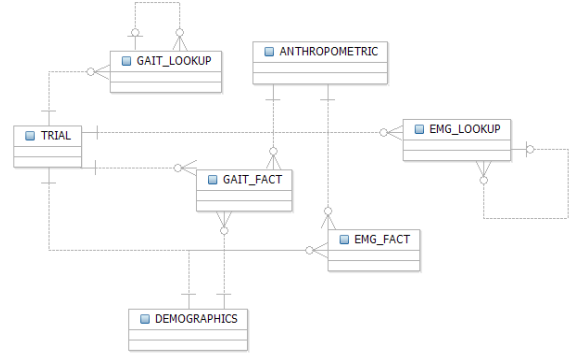 GAIT_LOOKUP
ANTHROPOMETRIC
TRIAL
EMG_LOOKUP
GAIT_FACT
EMG_FACT
DEMOGRAPHICS